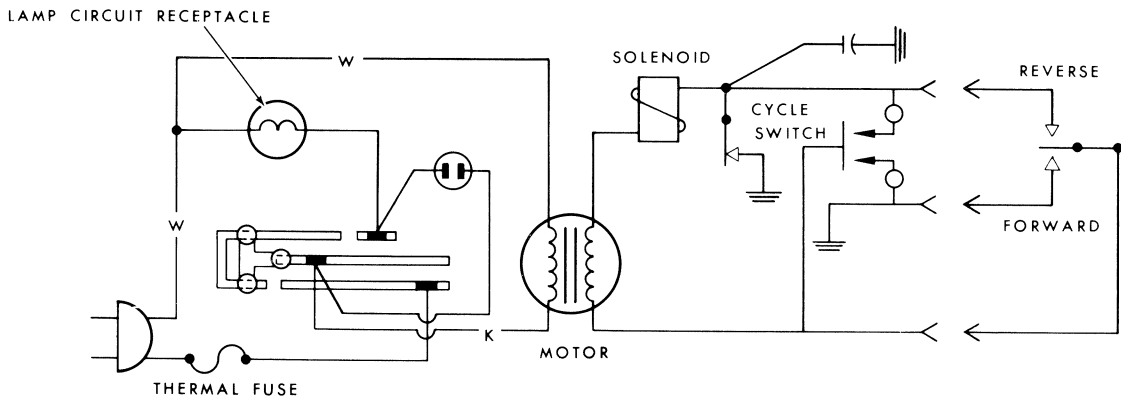 LAMP CIRCUIT RECEPTACLE
W
SOLENOID
REVERSE
CYCLE
SWITCH
W
FORWARD
K
MOTOR
THERMAL FUSE